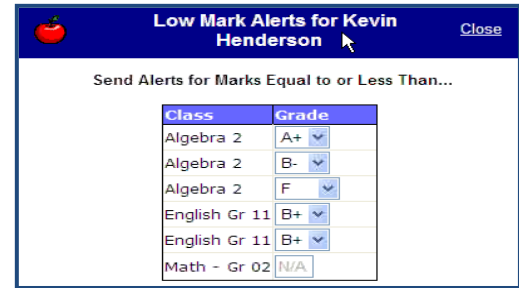 Low Mark Alerts for Kevin
Henderson
Close
Send Alerts for Marks Equal to or Less Than...
Class Grade
Algebra 2 A+
Algebra 2 B-
Algebra 2 F
English Gr 11 B+
English Gr 11 B+
Math - Gr 02 N/A